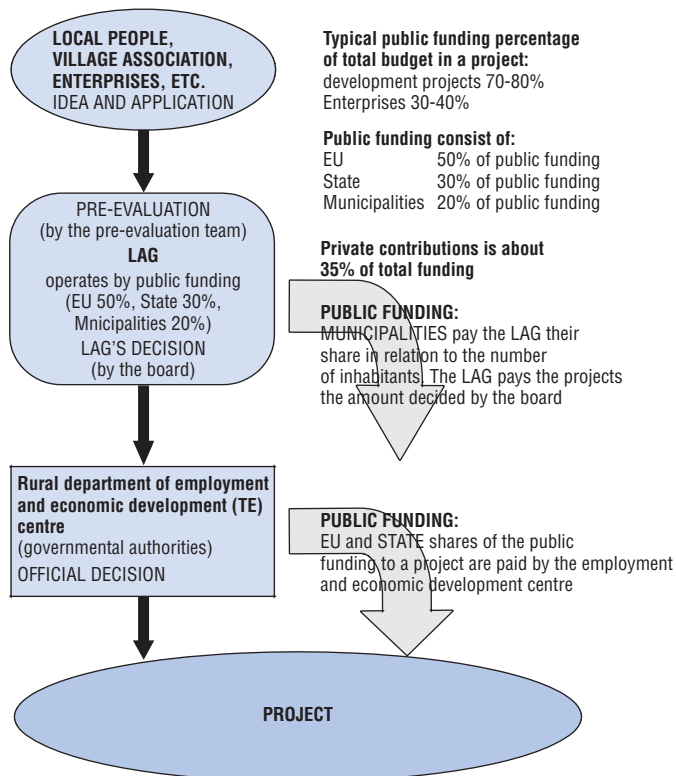 LOCAL PEOPLE,
VILLAGE ASSOCIATION,
ENTERPRISES, ETC.
IDEA AND APPLICATION
Typical public funding percentage
of total budget in a project:
development projects 70-80%
Enterprises 30-40%
Public funding consist of:
EU 50% of public funding
State 30% of public funding
Municipalities 20% of public funding
Private contributions is about
35% of total funding
PRE-EVALUATION
(by the pre-evaluation team)
LAG
operates by public funding
(EU 50%, State 30%,
Mnicipalities 20%)
LAG'S DECISION
(by the board)
PUBLIC FUNDING:
MUNICIPALITIES pay the LAG their
share in relation to the number
of inhabitants. The LAG pays the projects
the amount decided by the board
Rural department of employment
and economic development (TE)
centre
(governmental authorities)
OFFICIAL DECISION
PUBLIC FUNDING:
EU and STATE shares of the public
funding to a project are paid by the employment
and economic development centre
PROJECT